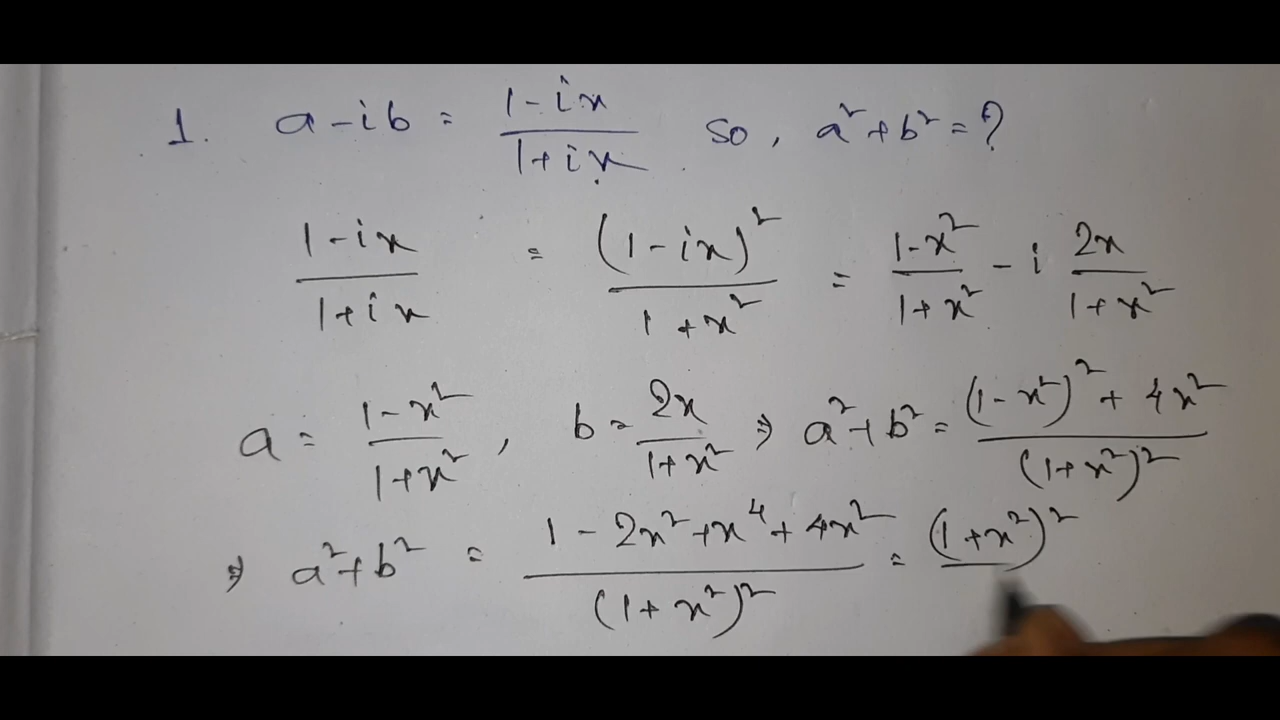 1. a - ib = (1 - ix)/(1 + ix) so, a² + b² = ?
(1 - ix)/(1 + ix) = (1 - ix)²/(1 + x²) = (1 - x²)/(1 + x²) - i 2x/(1 + x²)
a = (1 - x²)/(1 + x²), b = 2x/(1 + x²) ⇒ a² + b² = ((1 - x²)² + 4x²)/(1 + x²)²
⇒ a² + b² = (1 - 2x² + x⁴ + 4x²)/(1 + x²)² = (1 + x²)²